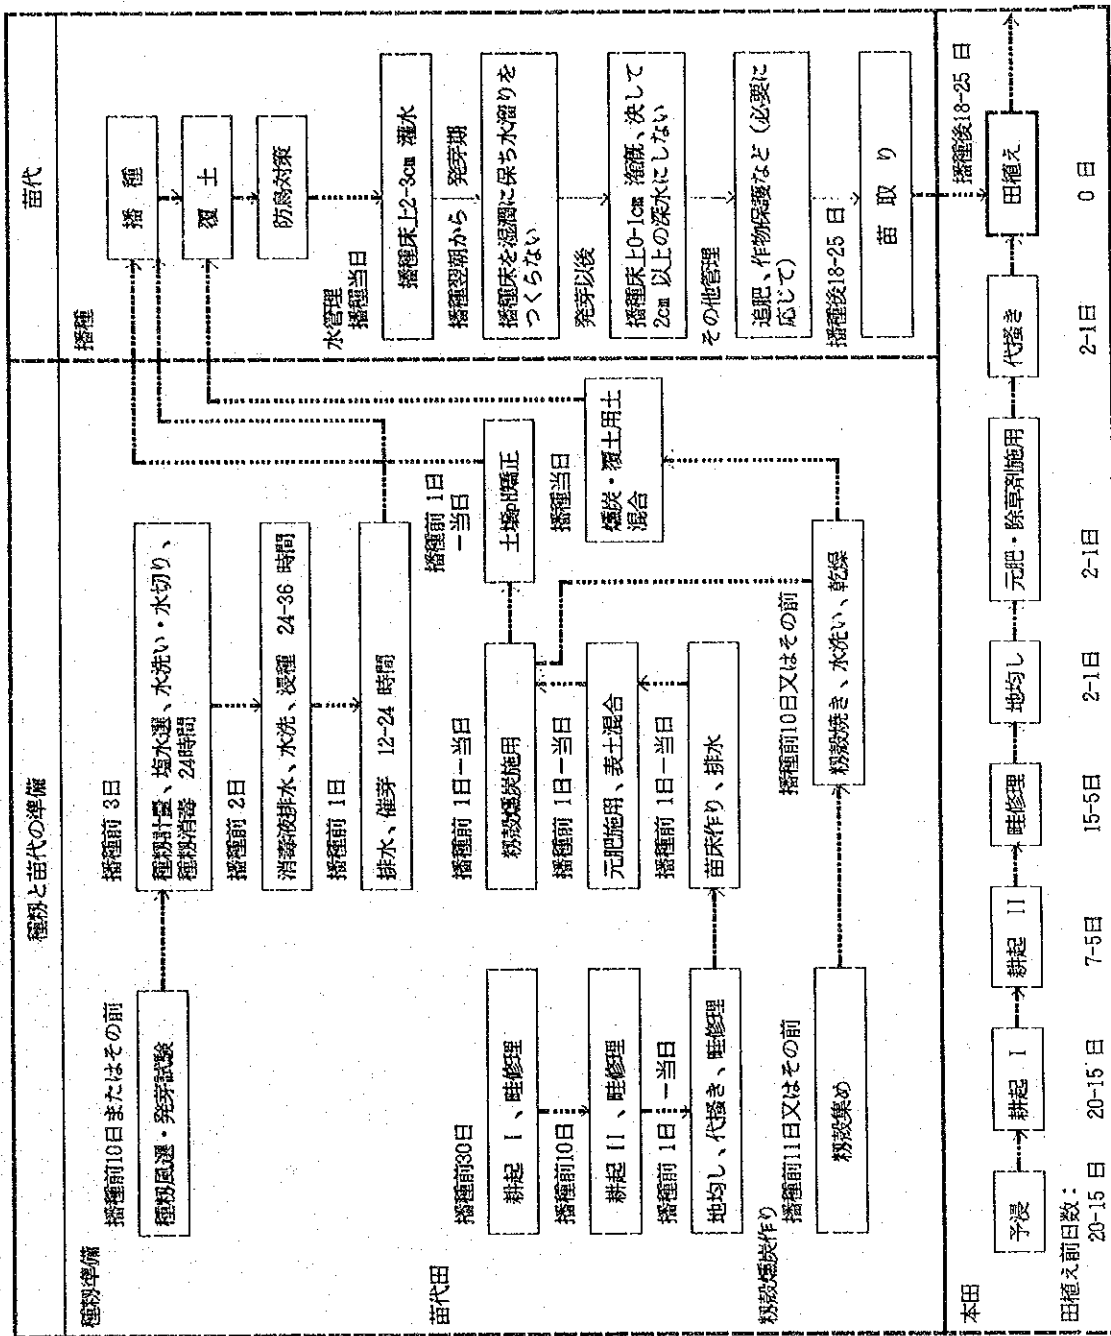 種籾と苗代の準備
苗代
種籾準備
播種前10日またはその前
種籾風選・発芽試験
播種前 3日
種籾計量、塩水選、水洗い・水切り、
種籾消毒 24時間
播種前 2日
消毒液排水、水洗、浸種 24-36 時間
播種前 1日
排水、催芽 12-24 時間
苗代田
播種前30日
耕起 I 、畦修理
播種前10日
耕起 II 、畦修理
播種前 1日 ー当日
地均し、代掻き、畦修理
播種前 1日ー当日
籾殻燻炭施用
播種前 1日ー当日
元肥施用、表土混合
播種前 1日ー当日
苗床作り、排水
播種前 1日
ー当日
土壌pH矯正
播種当日
燻炭・覆土用土
混合
籾殻燻炭作り
播種前11日又はその前
籾殻集め
播種前10日又はその前
籾殻焼き、水洗い、乾燥
播種
播 種
覆 土
防鳥対策
水管理
播種当日
播種床上2-3cm 灌水
播種翌朝から 発芽期
播種床を湿潤に保ち水溜りを
つくらない
発芽以後
播種床上0-1cm 灌漑、決して
2cm 以上の深水にしない
その他管理
追肥、作物保護など（必要に
応じて）
播種後18-25 日
苗 取 り
本田
予浸
耕起 I
耕起 II
畦修理
地均し
元肥・除草剤施用
代掻き
田植え
播種後18-25 日
田植え前日数：
20-15 日
20-15 日
7-5日
15-5日
2-1日
2-1日
2-1日
0 日